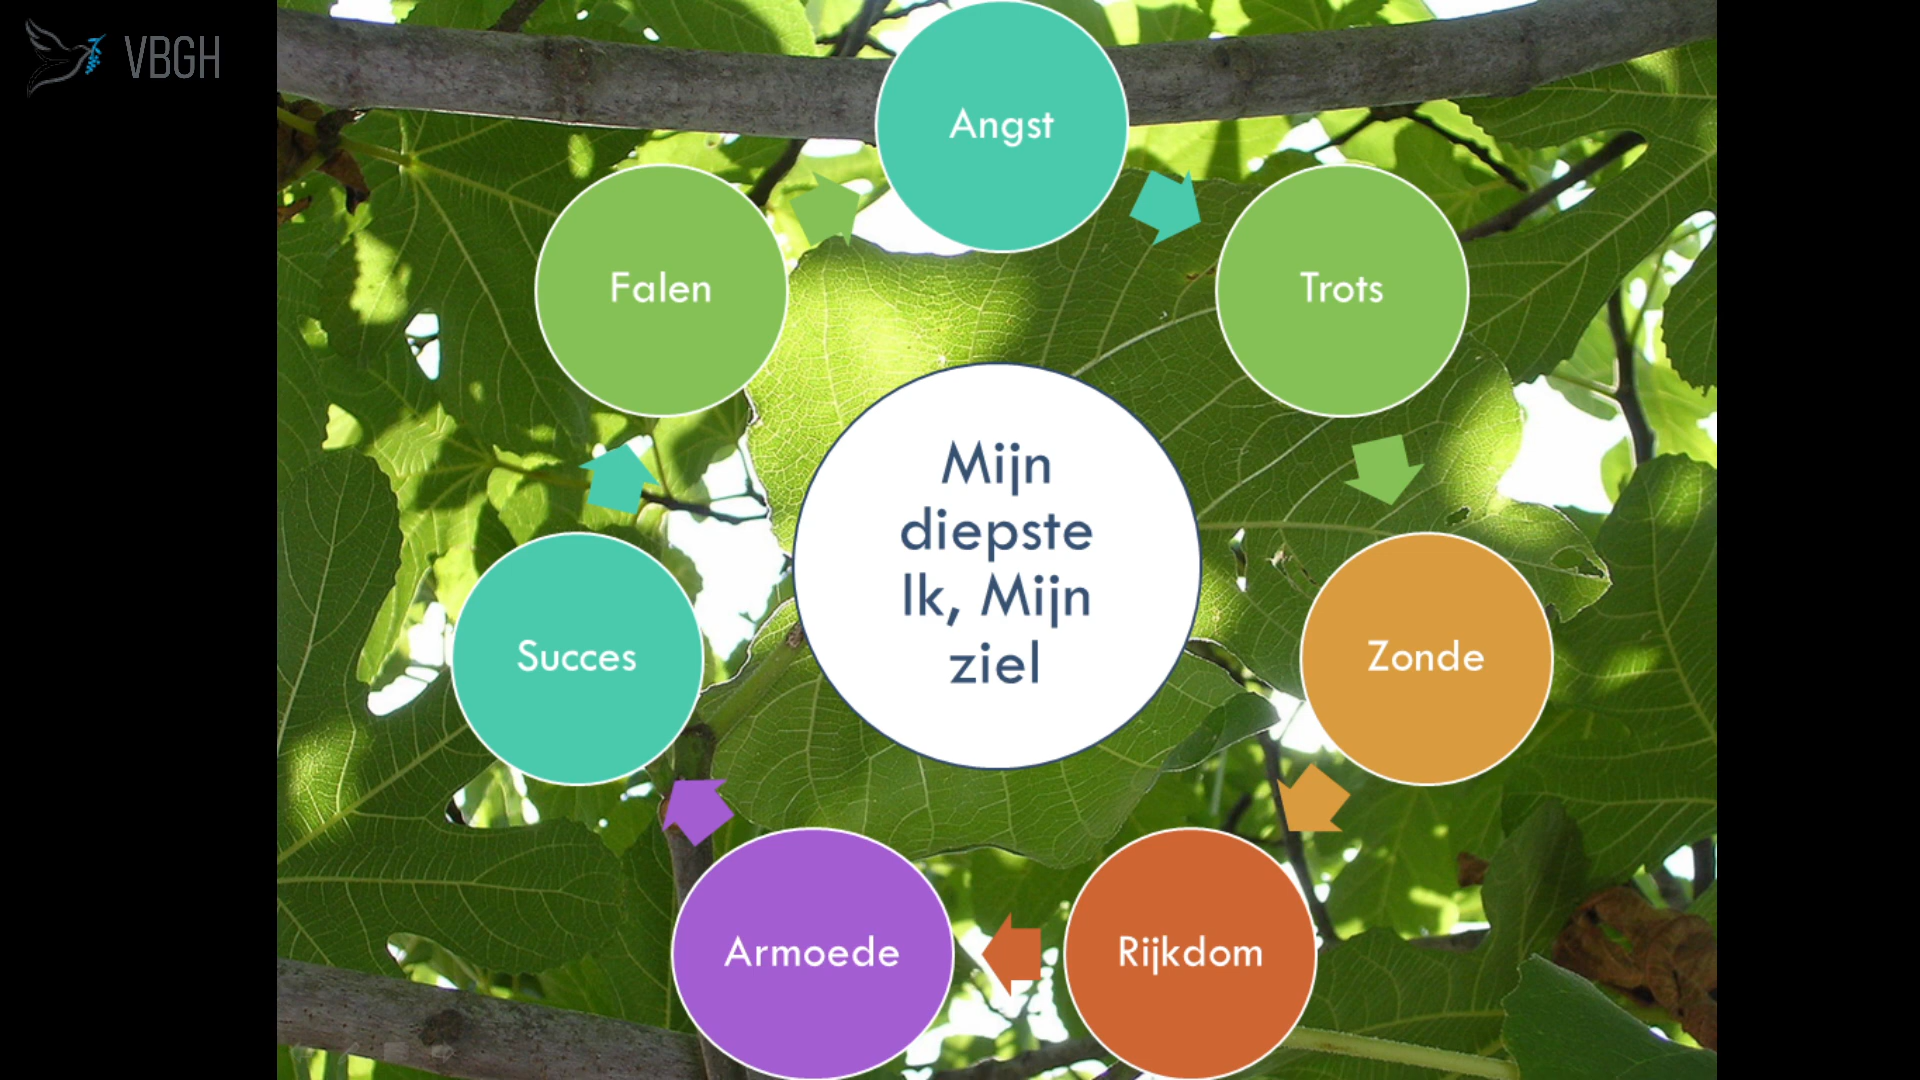 VBGH
Angst
Falen
Trots
Mijn
diepste
Ik, Mijn
ziel
Succes
Zonde
Armoede
Rijkdom